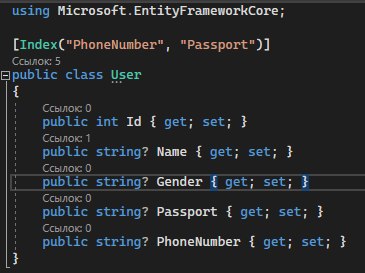 using Microsoft.EntityFrameworkCore;
[Index("PhoneNumber", "Passport")]
Ссылок: 5
public class User
{
Ссылок: 0
public int Id { get; set; }
Ссылок: 1
public string? Name { get; set; }
Ссылок: 0
public string? Gender { get; set; }
Ссылок: 0
public string? Passport { get; set; }
Ссылок: 0
public string? PhoneNumber { get; set; }
}